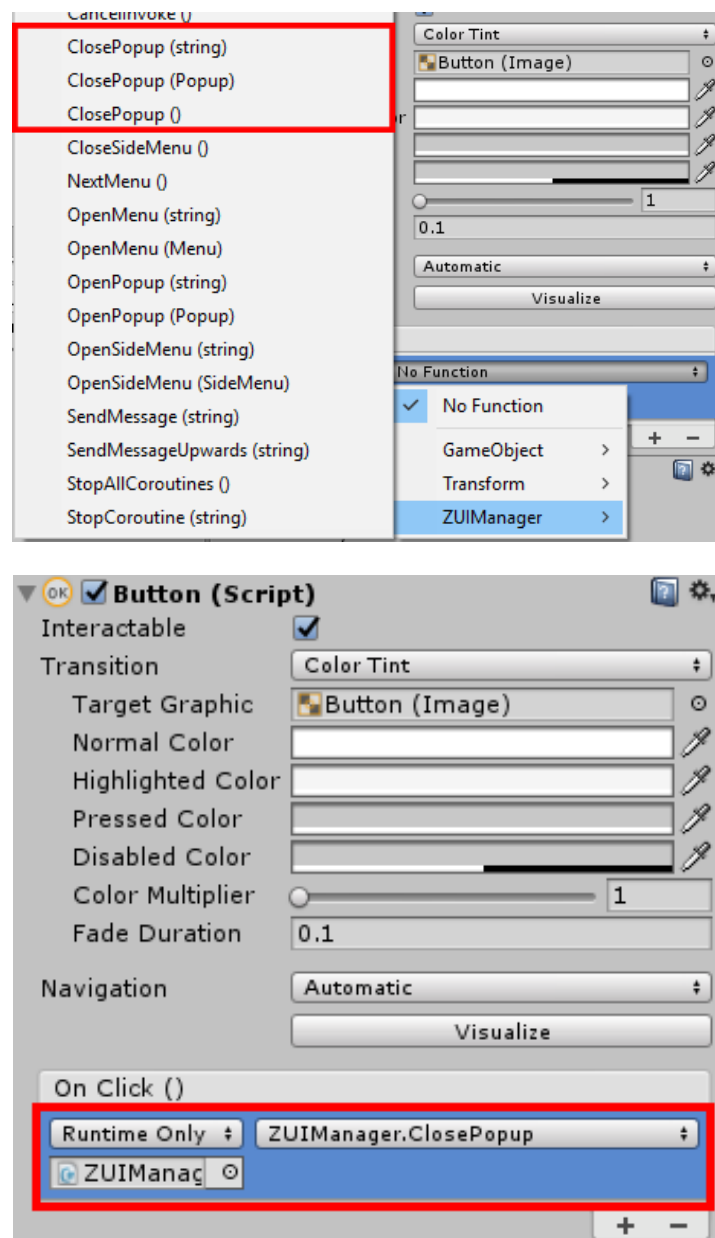 CancelInvoke ()
ClosePopup (string)
ClosePopup (Popup)
ClosePopup ()
CloseSideMenu ()
NextMenu ()
OpenMenu (string)
OpenMenu (Menu)
OpenPopup (string)
OpenPopup (Popup)
OpenSideMenu (string)
OpenSideMenu (SideMenu)
SendMessage (string)
SendMessageUpwards (string)
StopAllCoroutines ()
StopCoroutine (string)
Color Tint
Button (Image)
1
0.1
Automatic
Visualize
No Function
No Function
GameObject
Transform
ZUIManager
+ −
OK Button (Script)
Interactable
Transition Color Tint
Target Graphic Button (Image)
Normal Color
Highlighted Color
Pressed Color
Disabled Color
Color Multiplier 1
Fade Duration 0.1
Navigation Automatic
Visualize
On Click ()
Runtime Only ZUIManager.ClosePopup
ZUIManag
+ −